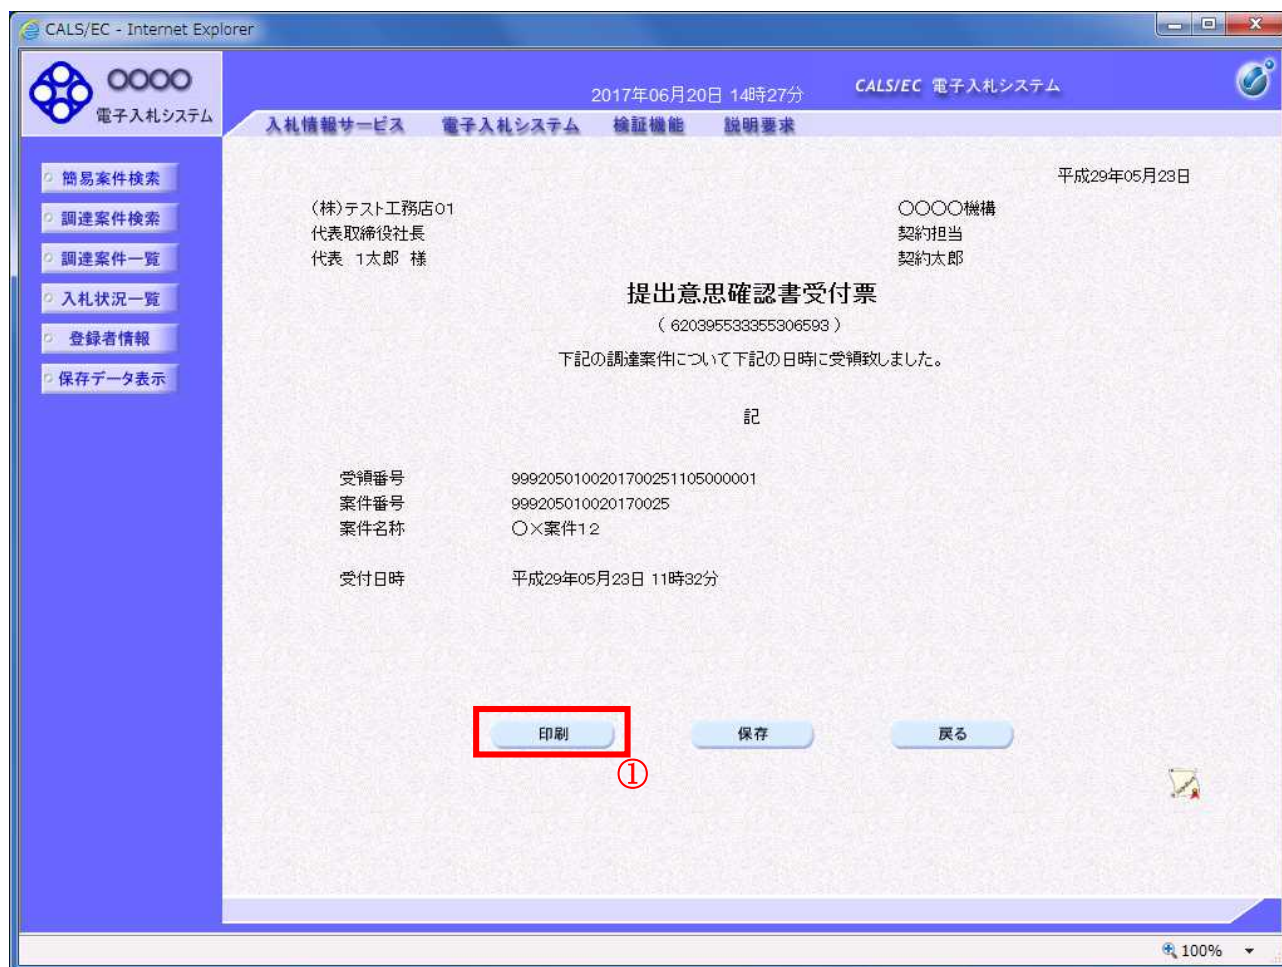 CALS/EC - Internet Explorer
OOOO
電子入札システム
2017年06月20日 14時27分
CALS/EC 電子入札システム
入札情報サービス 電子入札システム 検証機能 説明要求
簡易案件検索
調達案件検索
調達案件一覧
入札状況一覧
登録者情報
保存データ表示
平成29年05月23日
(株)テスト工務店01
代表取締役社長
代表 1太郎 様
〇〇〇〇機構
契約担当
契約太郎
提出意思確認書受付票
( 620395533355306593 )
下記の調達案件について下記の日時に受領致しました。
記
受領番号 99920501002017002511050​00001
案件番号 999205010020170025
案件名称 〇×案件12
受付日時 平成29年05月23日 11時32分
印刷 保存 戻る
①
100%